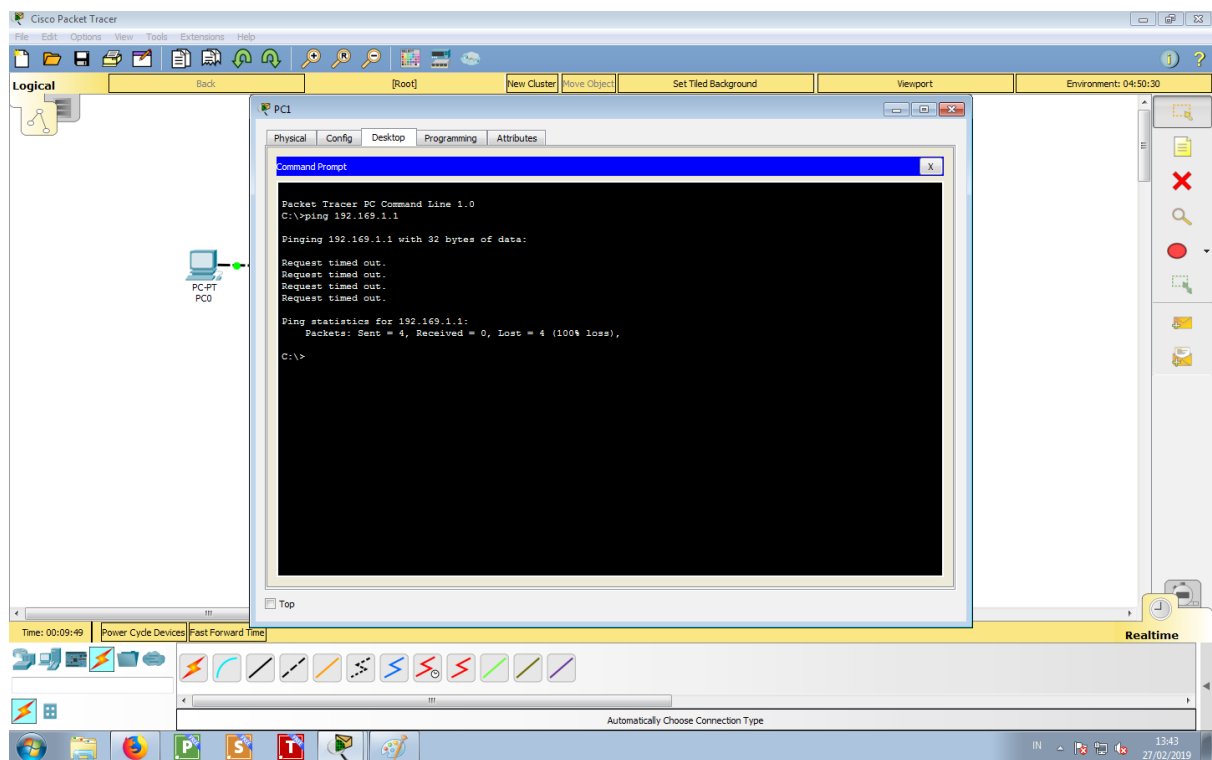 Cisco Packet Tracer
File Edit Options View Tools Extensions Help
Logical Back [Root] New Cluster Move Object Set Tiled Background Viewport Environment: 04:50:30
PC1
Physical Config Desktop Programming Attributes
Command Prompt X
Packet Tracer PC Command Line 1.0
C:\>ping 192.169.1.1
Pinging 192.169.1.1 with 32 bytes of data:
Request timed out.
Request timed out.
Request timed out.
Request timed out.
Ping statistics for 192.169.1.1:
Packets: Sent = 4, Received = 0, Lost = 4 (100% loss),
C:\>
PC-PT
PC0
Top
Time: 00:09:49 Power Cycle Devices Fast Forward Time Realtime
Automatically Choose Connection Type
P S T
IN 13:43
27/02/2019